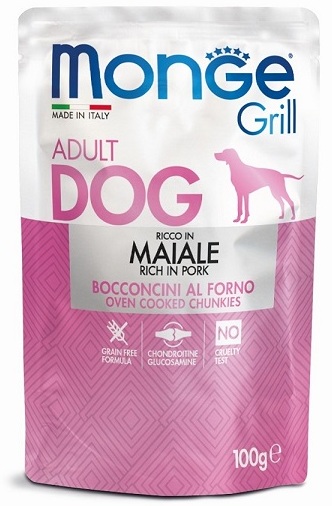 Monge
MADE IN ITALY
Grill
ADULT
DOG
RICCO IN
MAIALE
RICH IN PORK
BOCCONCINI AL FORNO
OVEN COOKED CHUNKIES
GRAIN FREE
FORMULA
CHONDROITINE
GLUCOSAMINE
NO
CRUELTY
TEST
100g e